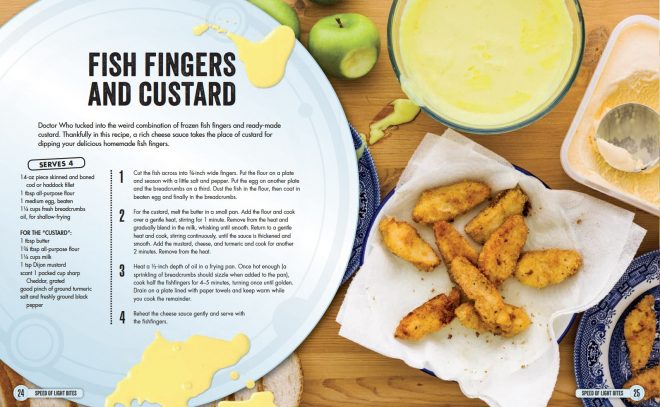 FISH FINGERS
AND CUSTARD
Doctor Who tucked into the weird combination of frozen fish fingers and ready-made
custard. Thankfully in this recipe, a rich cheese sauce takes the place of custard for
dipping your delicious homemade fish fingers.
SERVES 4
14-oz piece skinned and boned
cod or haddock fillet
1 tbsp all-purpose flour
1 medium egg, beaten
1¼ cups fresh breadcrumbs
oil, for shallow-frying
FOR THE "CUSTARD":
1 tbsp butter
1½ tbsp all-purpose flour
1¼ cups milk
1 tsp Dijon mustard
scant 1 packed cup sharp
Cheddar, grated
good pinch of ground turmeric
salt and freshly ground black
pepper
1
Cut the fish across into ¾-inch wide fingers. Put the flour on a plate
and season with a little salt and pepper. Put the egg on another plate
and the breadcrumbs on a third. Dust the fish in the flour, then coat in
beaten egg and finally in the breadcrumbs.
2
For the custard, melt the butter in a small pan. Add the flour and cook
over a gentle heat, stirring for 1 minute. Remove from the heat and
gradually blend in the milk, whisking until smooth. Return to a gentle
heat and cook, stirring continuously, until the sauce is thickened and
smooth. Add the mustard, cheese, and turmeric and cook for another
2 minutes. Remove from the heat.
3
Heat a ½-inch depth of oil in a frying pan. Once hot enough (a
sprinkling of breadcrumbs should sizzle when added to the pan),
cook half the fishfingers for 4–5 minutes, turning once until golden.
Drain on a plate lined with paper towels and keep warm while
you cook the remainder.
4
Reheat the cheese sauce gently and serve with
the fishfingers.
24 SPEED OF LIGHT BITES
SPEED OF LIGHT BITES 25